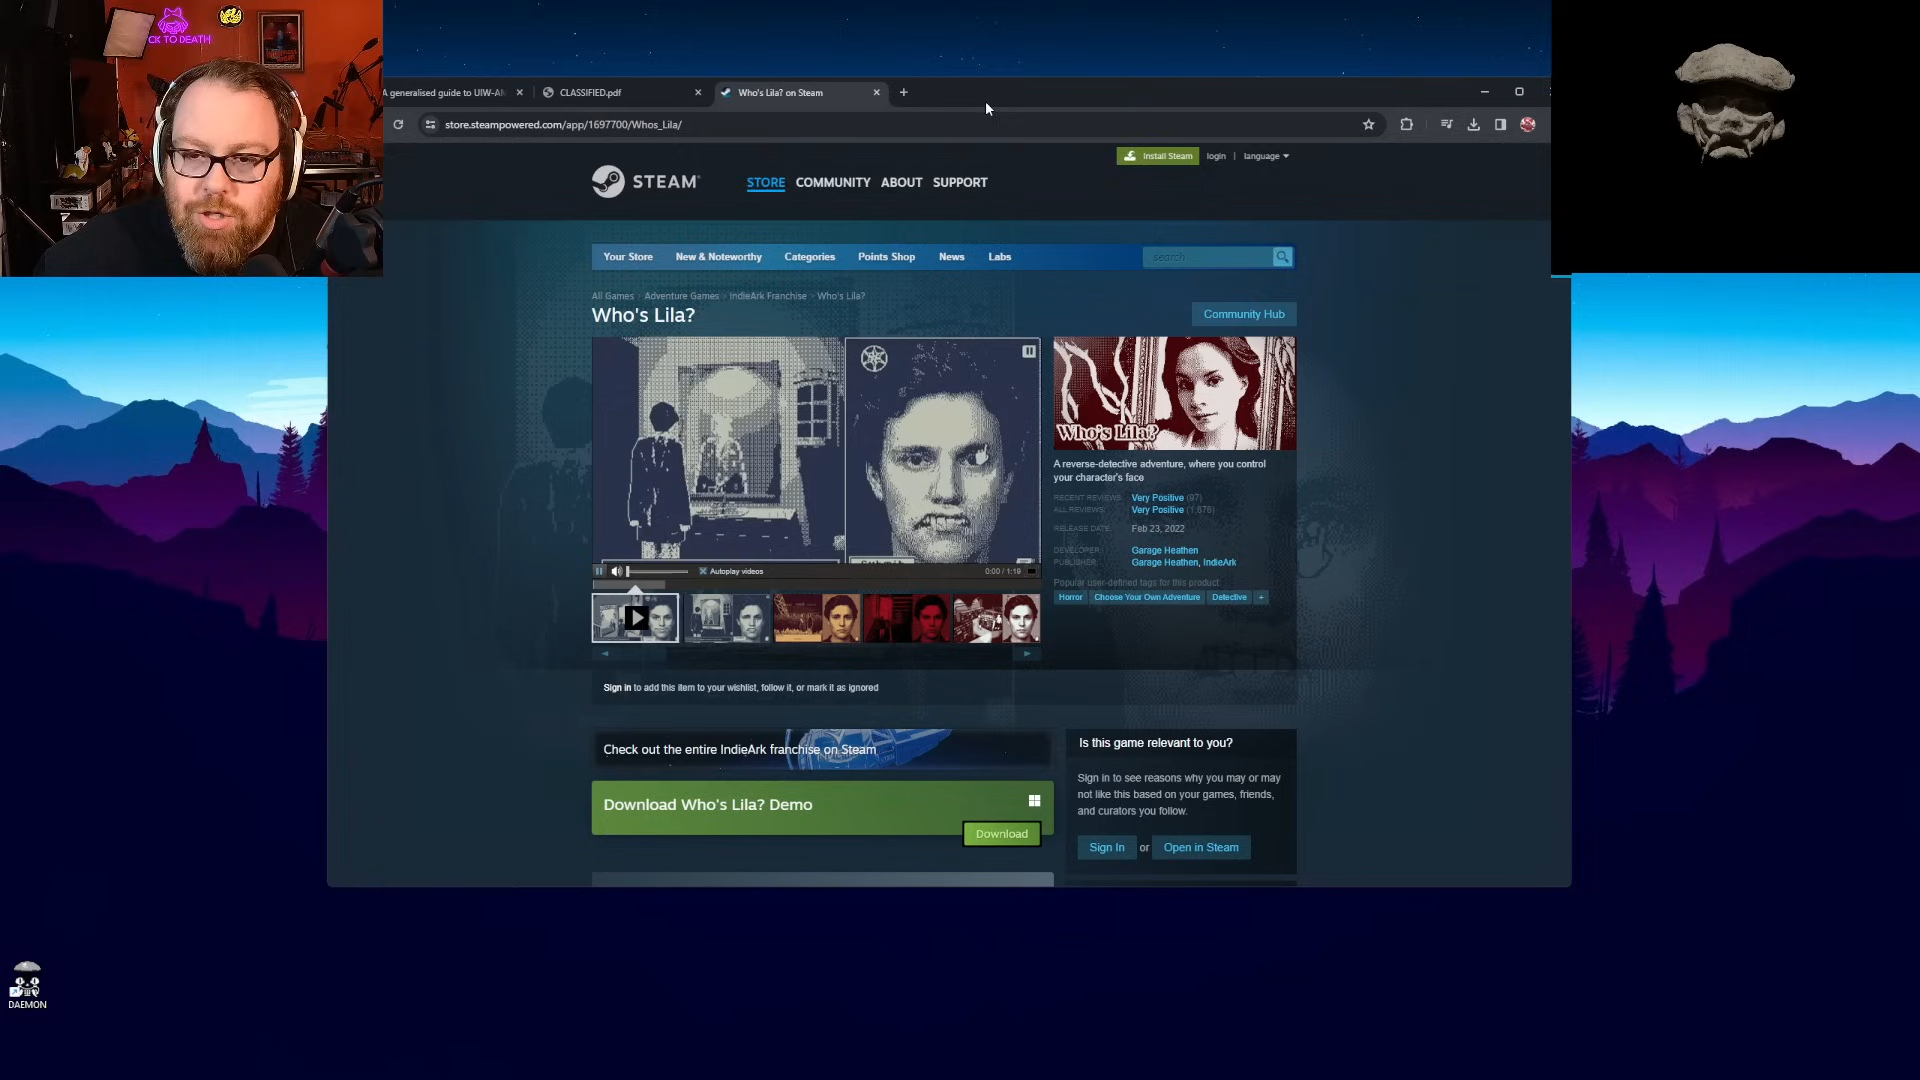 CK TO DEATH
A generalised guide to UIW-AN
CLASSIFIED.pdf
Who's Lila? on Steam
store.steampowered.com/app/1697700/Whos_Lila/
Install Steam
login
language
STEAM
STORE
COMMUNITY
ABOUT
SUPPORT
Your Store
New & Noteworthy
Categories
Points Shop
News
Labs
search
All Games > Adventure Games > IndieArk Franchise > Who's Lila?
Who's Lila?
Community Hub
Who's Lila?
A reverse-detective adventure, where you control
your character's face
RECENT REVIEWS: Very Positive (97)
ALL REVIEWS: Very Positive (1,678)
RELEASE DATE: Feb 23, 2022
DEVELOPER: Garage Heathen
PUBLISHER: Garage Heathen, IndieArk
Popular user-defined tags for this product
Horror
Choose Your Own Adventure
Detective
+
Autoplay videos
0:00 / 1:19
Sign in to add this item to your wishlist, follow it, or mark it as ignored
Check out the entire IndieArk franchise on Steam
Is this game relevant to you?
Sign in to see reasons why you may or may
not like this based on your games, friends,
and curators you follow.
Sign In or Open in Steam
Download Who's Lila? Demo
Download
DAEMON